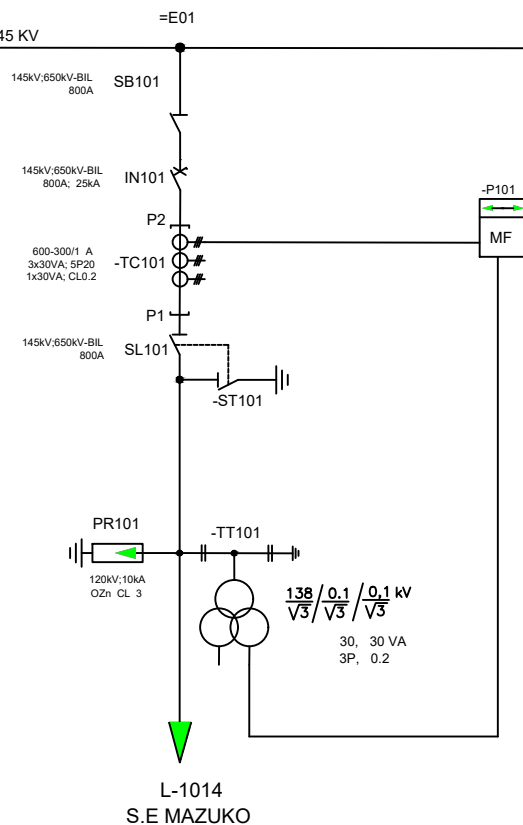 =E01
45 KV
145kV;650kV-BIL
800A
SB101
145kV;650kV-BIL
800A; 25kA
IN101
-P101
MF
P2
600-300/1 A
3x30VA; 5P20
1x30VA; CL0.2
-TC101
P1
145kV;650kV-BIL
800A
SL101
-ST101
PR101
120kV;10kA
OZn CL 3
-TT101
138/√3 / 0.1/√3 / 0,1/√3 kV
30, 30 VA
3P, 0.2
L-1014
S.E MAZUKO